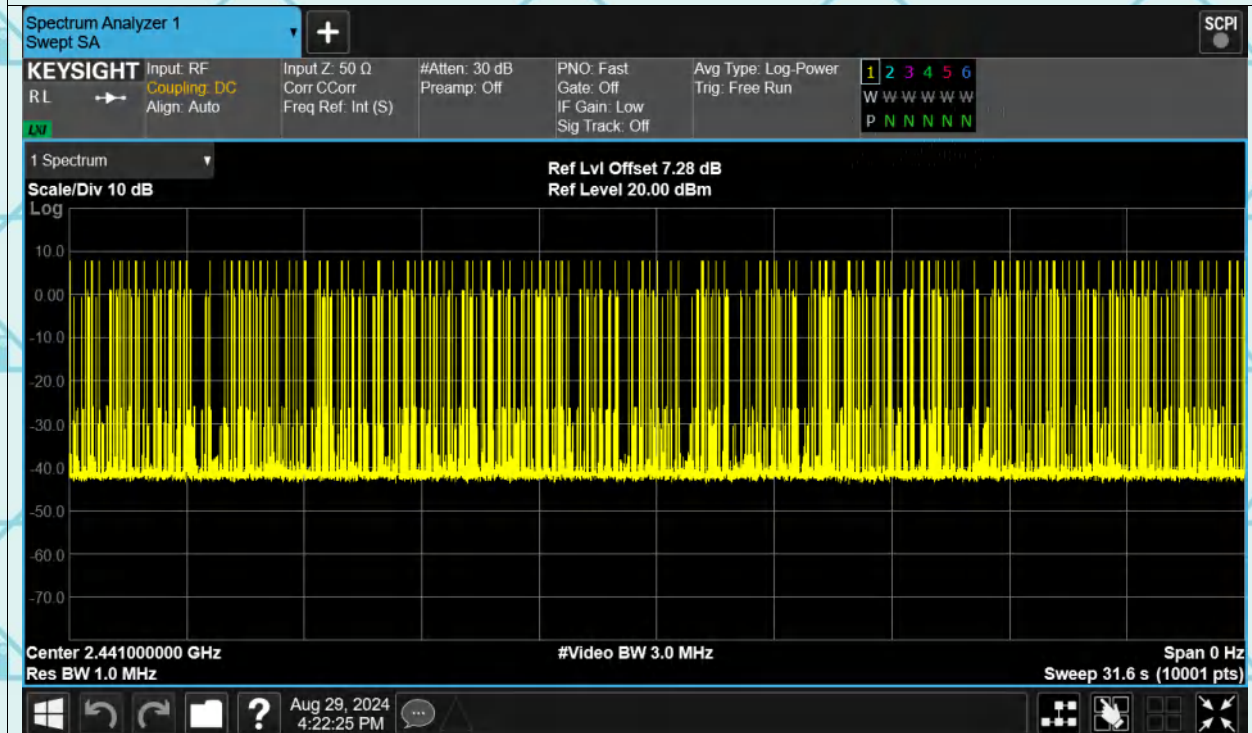 Spectrum Analyzer 1
Swept SA
+
SCPI
KEYSIGHT
RL
LXI
Input: RF
Coupling: DC
Align: Auto
Input Z: 50 Ω
Corr CCorr
Freq Ref: Int (S)
#Atten: 30 dB
Preamp: Off
PNO: Fast
Gate: Off
IF Gain: Low
Sig Track: Off
Avg Type: Log-Power
Trig: Free Run
1 2 3 4 5 6
W W W W W W
P N N N N N
1 Spectrum
Scale/Div 10 dB
Ref Lvl Offset 7.28 dB
Ref Level 20.00 dBm
Log
10.0
0.00
-10.0
-20.0
-30.0
-40.0
-50.0
-60.0
-70.0
Center 2.441000000 GHz
Res BW 1.0 MHz
#Video BW 3.0 MHz
Span 0 Hz
Sweep 31.6 s (10001 pts)
?
Aug 29, 2024
4:22:25 PM